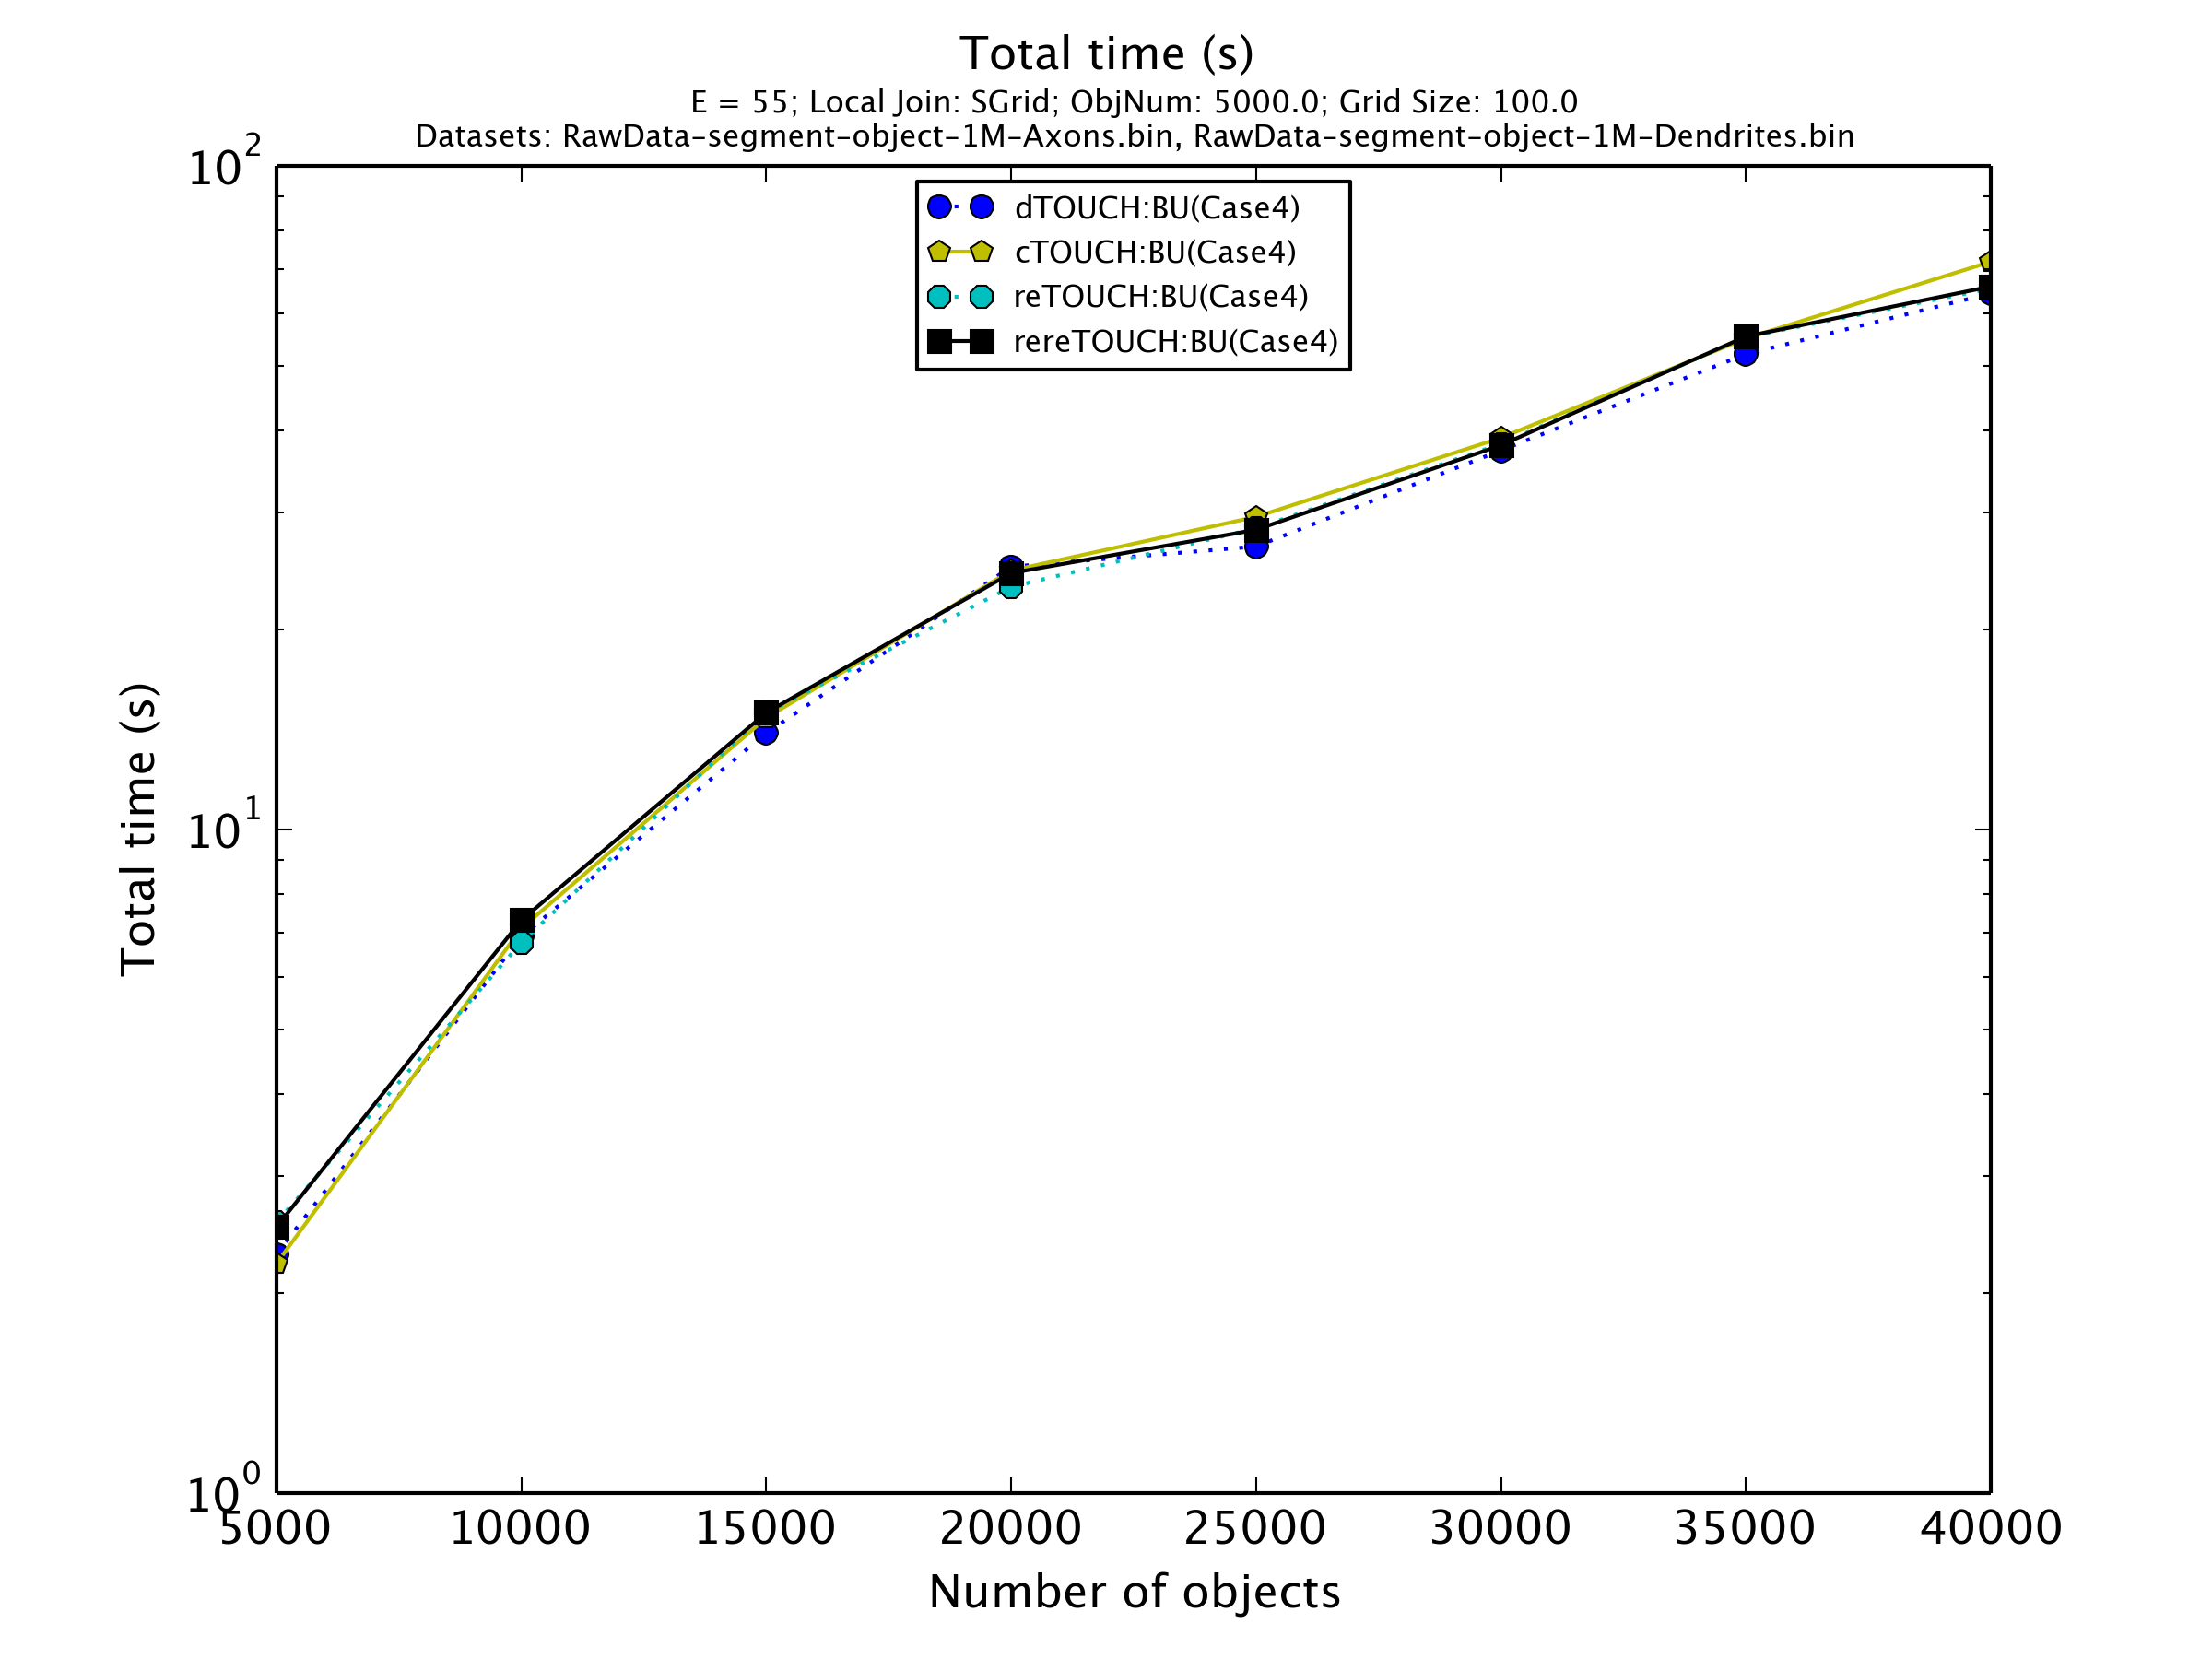 Total time (s)
E = 55; Local Join: SGrid; ObjNum: 5000.0; Grid Size: 100.0
Datasets: RawData-segment-object-1M-Axons.bin, RawData-segment-object-1M-Dendrites.bin
dTOUCH:BU(Case4)
cTOUCH:BU(Case4)
reTOUCH:BU(Case4)
rereTOUCH:BU(Case4)
Total time (s)
10^2
10^1
10^0
5000 10000 15000 20000 25000 30000 35000 40000
Number of objects